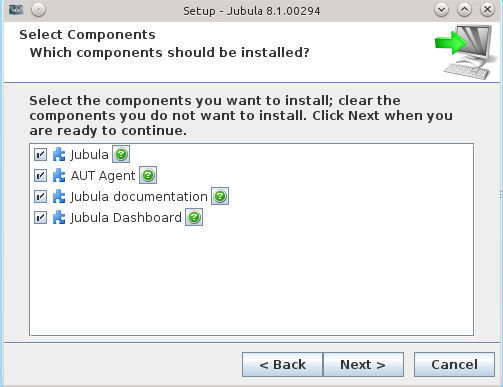 Setup - Jubula 8.1.00294
Select Components
Which components should be installed?
Select the components you want to install; clear the
components you do not want to install. Click Next when you
are ready to continue.
Jubula
AUT Agent
Jubula documentation
Jubula Dashboard
< Back Next > Cancel